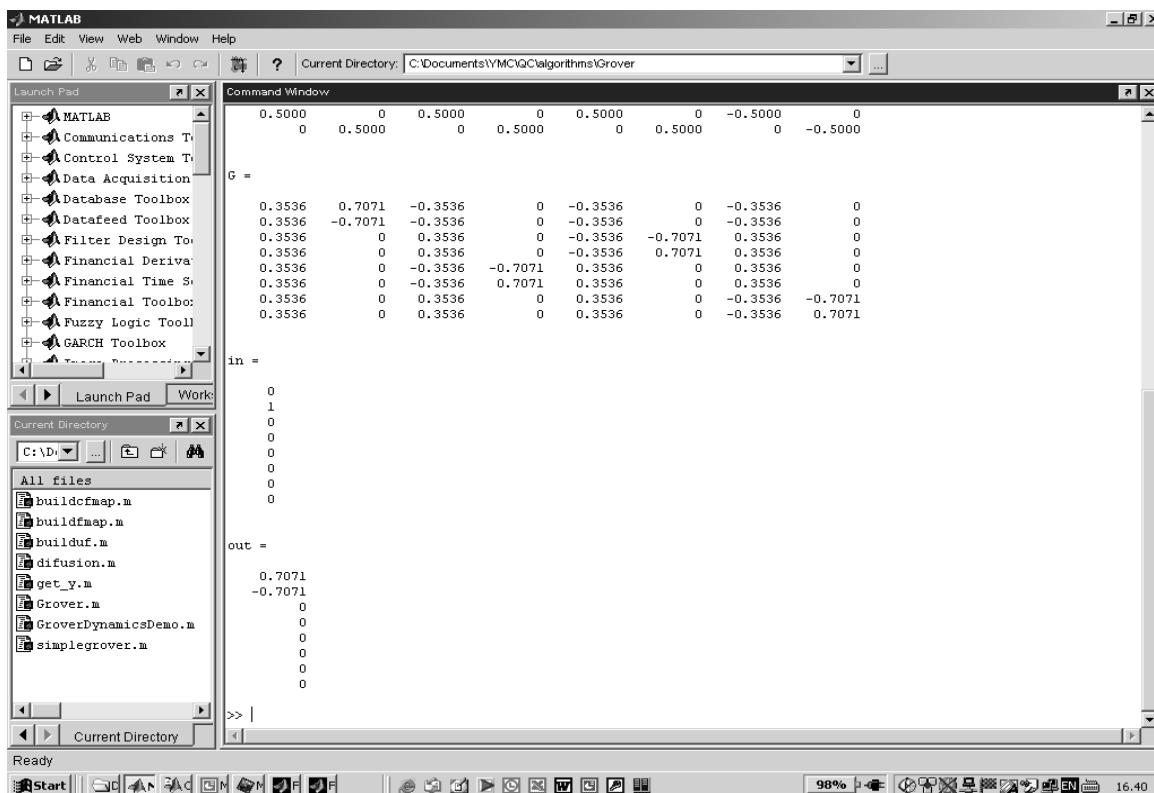 MATLAB
File Edit View Web Window Help
? Current Directory: C:\Documents\YMC\QC\algorithms\Grover ...
Launch Pad
MATLAB
Communications T
Control System T
Data Acquisition
Database Toolbox
Datafeed Toolbox
Filter Design To
Financial Deriva
Financial Time S
Financial Toolbo
Fuzzy Logic Tool
GARCH Toolbox
Launch Pad Works
Current Directory
C:\D ...
All files
buildcfmap.m
buildfmap.m
builduf.m
difusion.m
get_y.m
Grover.m
GroverDynamicsDemo.m
simplegrover.m
Current Directory
Command Window
0.5000 0 0.5000 0 0.5000 0 -0.5000 0
0 0.5000 0 0.5000 0 0.5000 0 -0.5000
G =
0.3536 0.7071 -0.3536 0 -0.3536 0 -0.3536 0
0.3536 -0.7071 -0.3536 0 -0.3536 0 -0.3536 0
0.3536 0 0.3536 0 -0.3536 -0.7071 0.3536 0
0.3536 0 0.3536 0 -0.3536 0.7071 0.3536 0
0.3536 0 -0.3536 -0.7071 0.3536 0 0.3536 0
0.3536 0 -0.3536 0.7071 0.3536 0 0.3536 0
0.3536 0 0.3536 0 0.3536 0 -0.3536 -0.7071
0.3536 0 0.3536 0 0.3536 0 -0.3536 0.7071
in =
0
1
0
0
0
0
0
0
out =
0.7071
-0.7071
0
0
0
0
0
0
>>
Ready
Start 98% EN 16.40